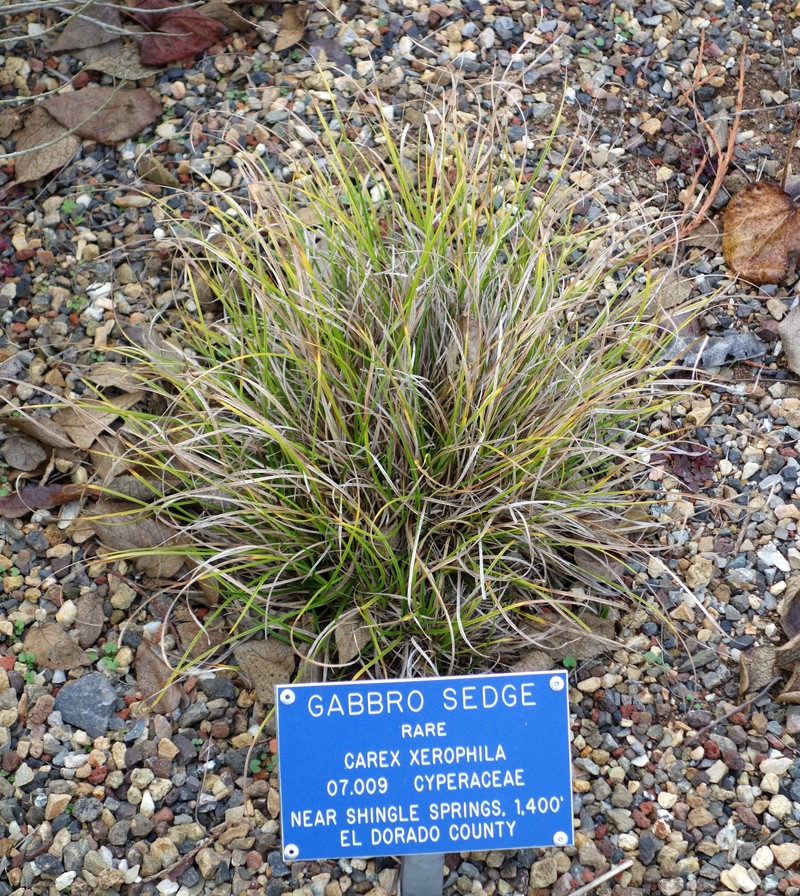 GABBRO SEDGE
RARE
CAREX XEROPHILA
07.009 CYPERACEAE
NEAR SHINGLE SPRINGS, 1,400'
EL DORADO COUNTY